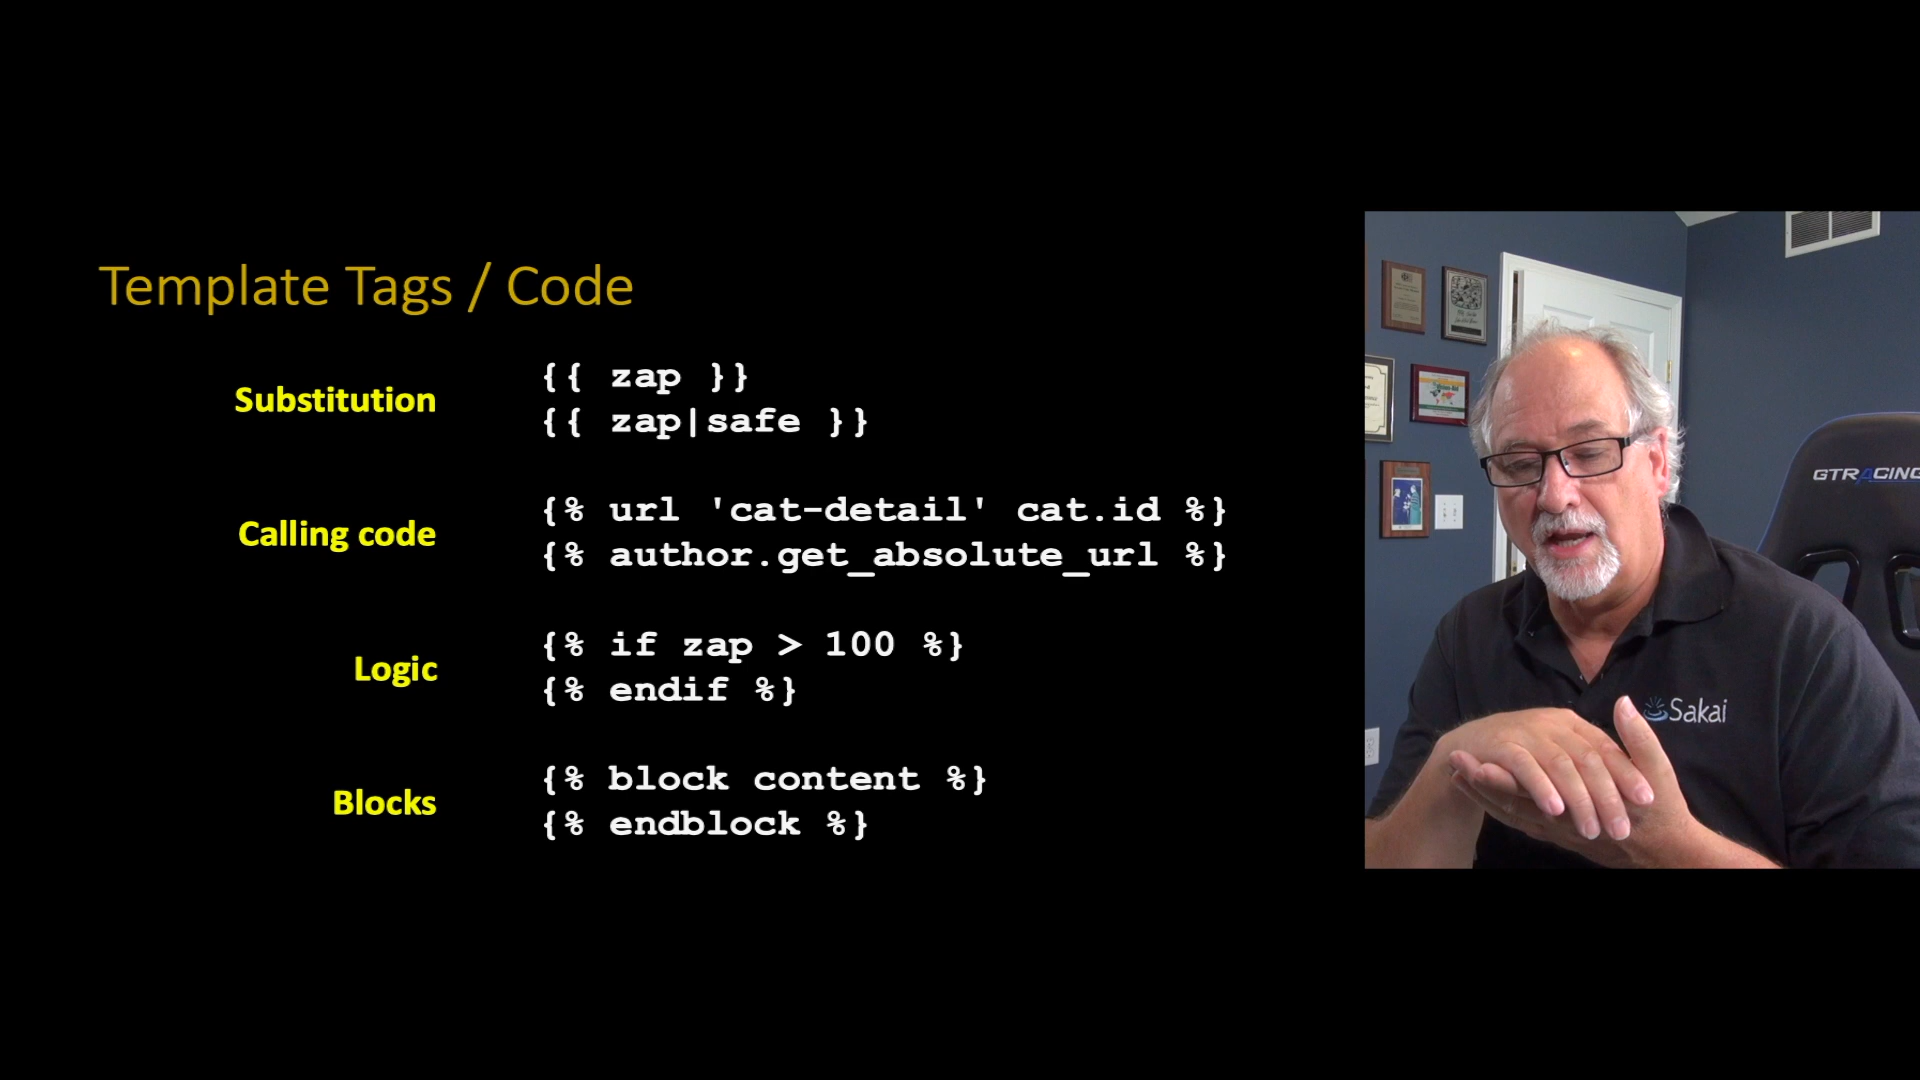 Template Tags / Code
Substitution
{{ zap }}
{{ zap|safe }}
Calling code
{% url 'cat-detail' cat.id %}
{% author.get_absolute_url %}
Logic
{% if zap > 100 %}
{% endif %}
Blocks
{% block content %}
{% endblock %}
GTRACING
Sakai